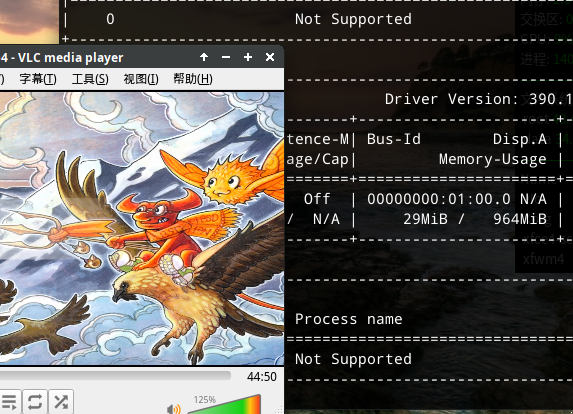 0 Not Supported
交换区: 0
进程: 140
4 - VLC media player
字幕(T) 工具(S) 视图(I) 帮助(H)
Driver Version: 390.1
tence-M| Bus-Id Disp.A |
age/Cap| Memory-Usage |
Off | 00000000:01:00.0 N/A |
/ N/A | 29MiB / 964MiB |
xfwm4
Process name
Not Supported
44:50
125%